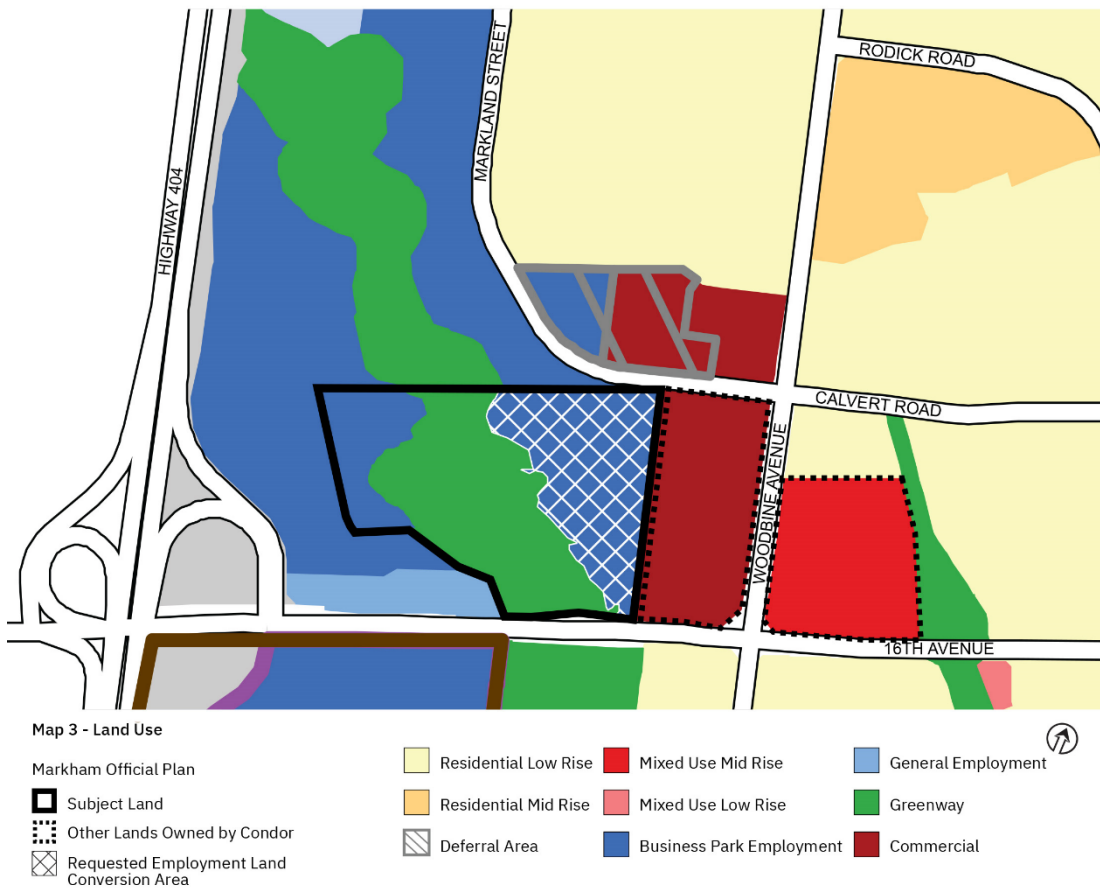 RODICK ROAD
MARKLAND STREET
HIGHWAY 404
CALVERT ROAD
WOODBINE AVENUE
16TH AVENUE
Map 3 - Land Use
Markham Official Plan
Subject Land
Other Lands Owned by Condor
Requested Employment Land
Conversion Area
Residential Low Rise
Residential Mid Rise
Deferral Area
Mixed Use Mid Rise
Mixed Use Low Rise
Business Park Employment
General Employment
Greenway
Commercial